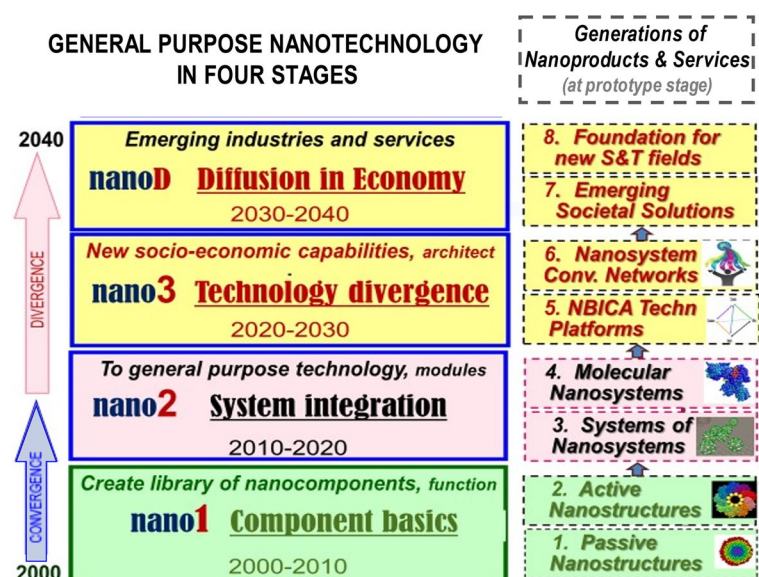 GENERAL PURPOSE NANOTECHNOLOGY
IN FOUR STAGES
Generations of
Nanoproducts & Services
(at prototype stage)
2040
DIVERGENCE
CONVERGENCE
2000
Emerging industries and services
nanoD Diffusion in Economy
2030-2040
New socio-economic capabilities, architect
nano3 Technology divergence
2020-2030
To general purpose technology, modules
nano2 System integration
2010-2020
Create library of nanocomponents, function
nano1 Component basics
2000-2010
8. Foundation for
new S&T fields
7. Emerging
Societal Solutions
6. Nanosystem
Conv. Networks
5. NBICA Techn
Platforms
4. Molecular
Nanosystems
3. Systems of
Nanosystems
2. Active
Nanostructures
1. Passive
Nanostructures